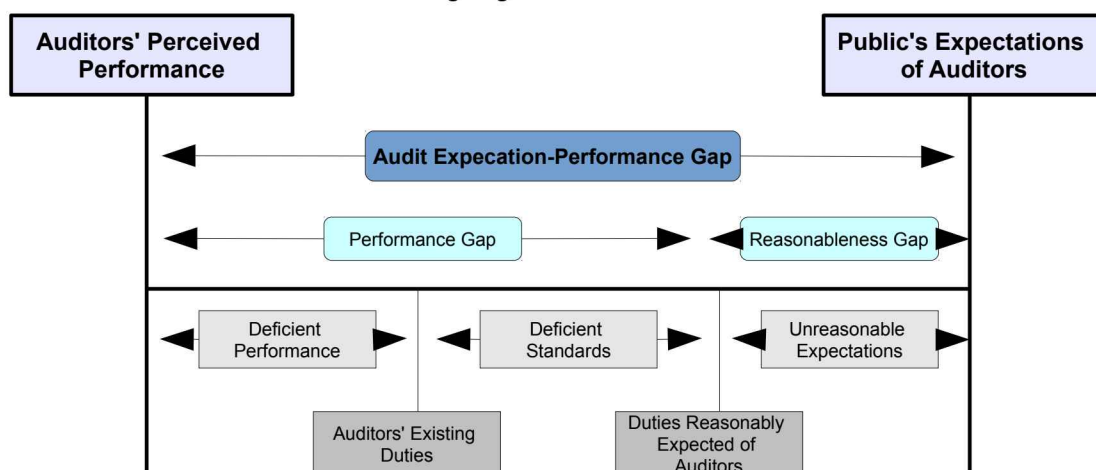 Auditors' Perceived
Performance
Public's Expectations
of Auditors
Audit Expecation-Performance Gap
Performance Gap
Reasonableness Gap
Deficient
Performance
Deficient
Standards
Unreasonable
Expectations
Auditors' Existing
Duties
Duties Reasonably
Expected of
Auditors